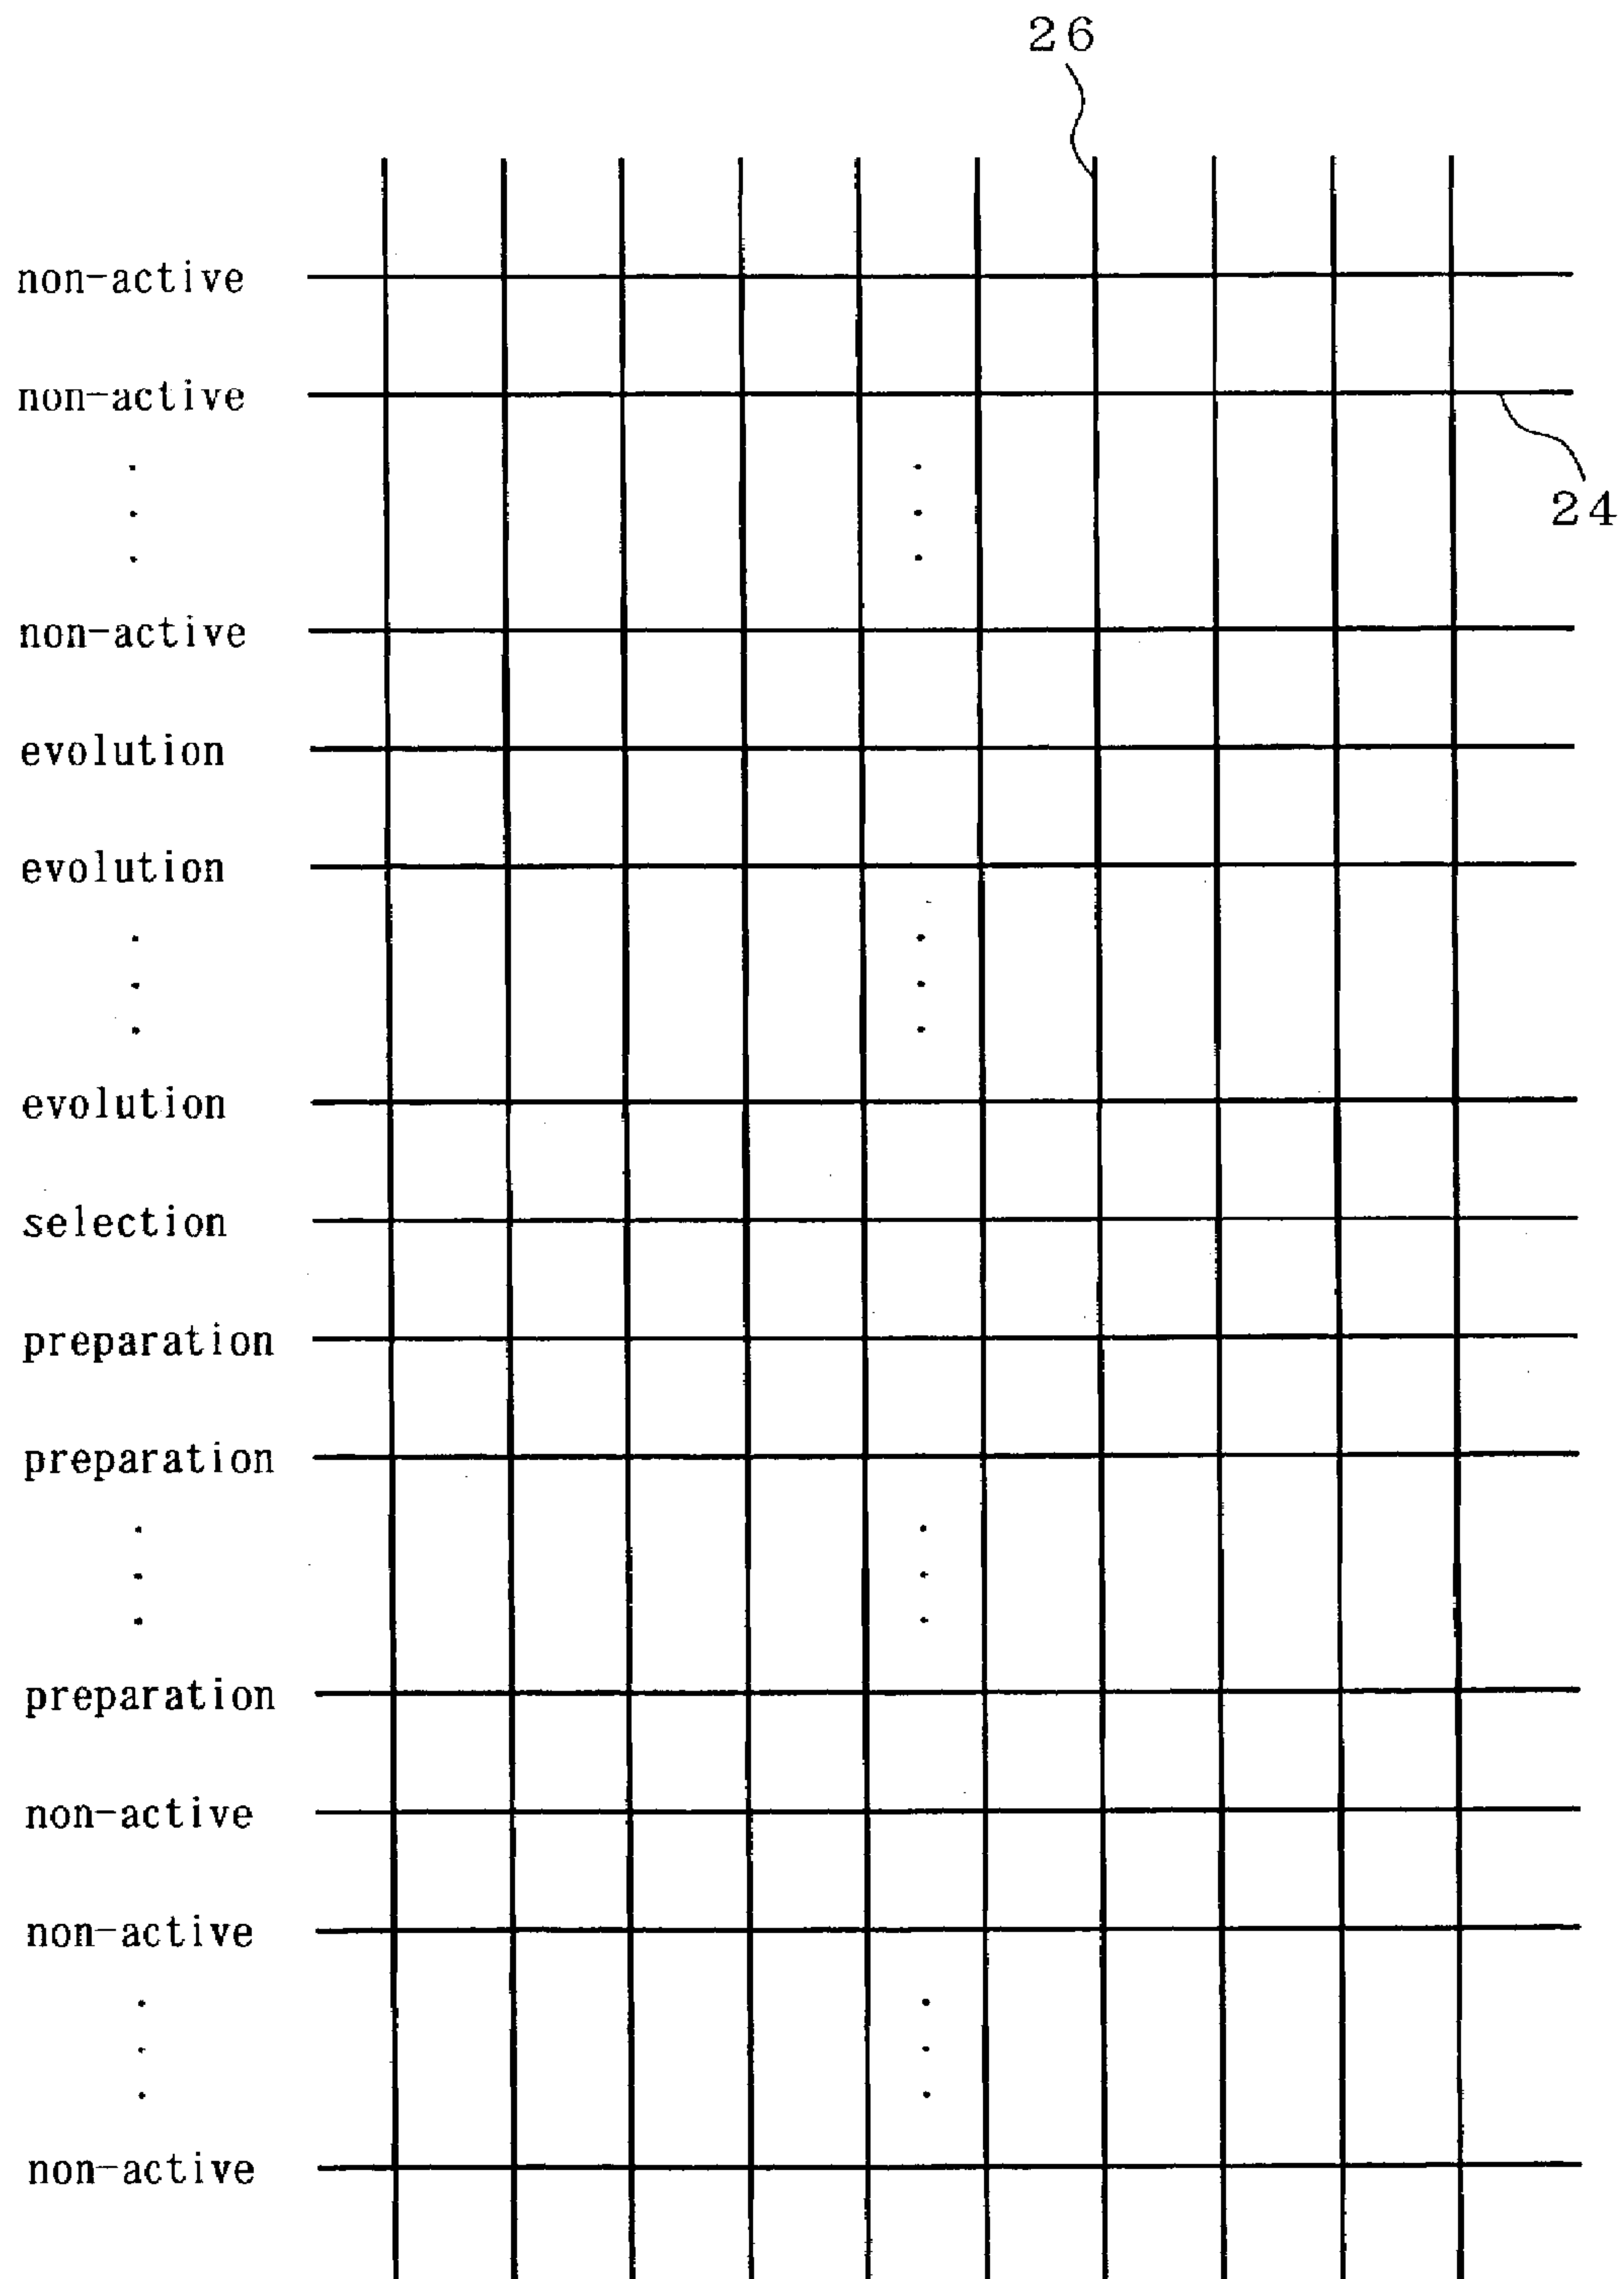 26
non-active
non-active
24
non-active
evolution
evolution
evolution
selection
preparation
preparation
preparation
non-active
non-active
non-active